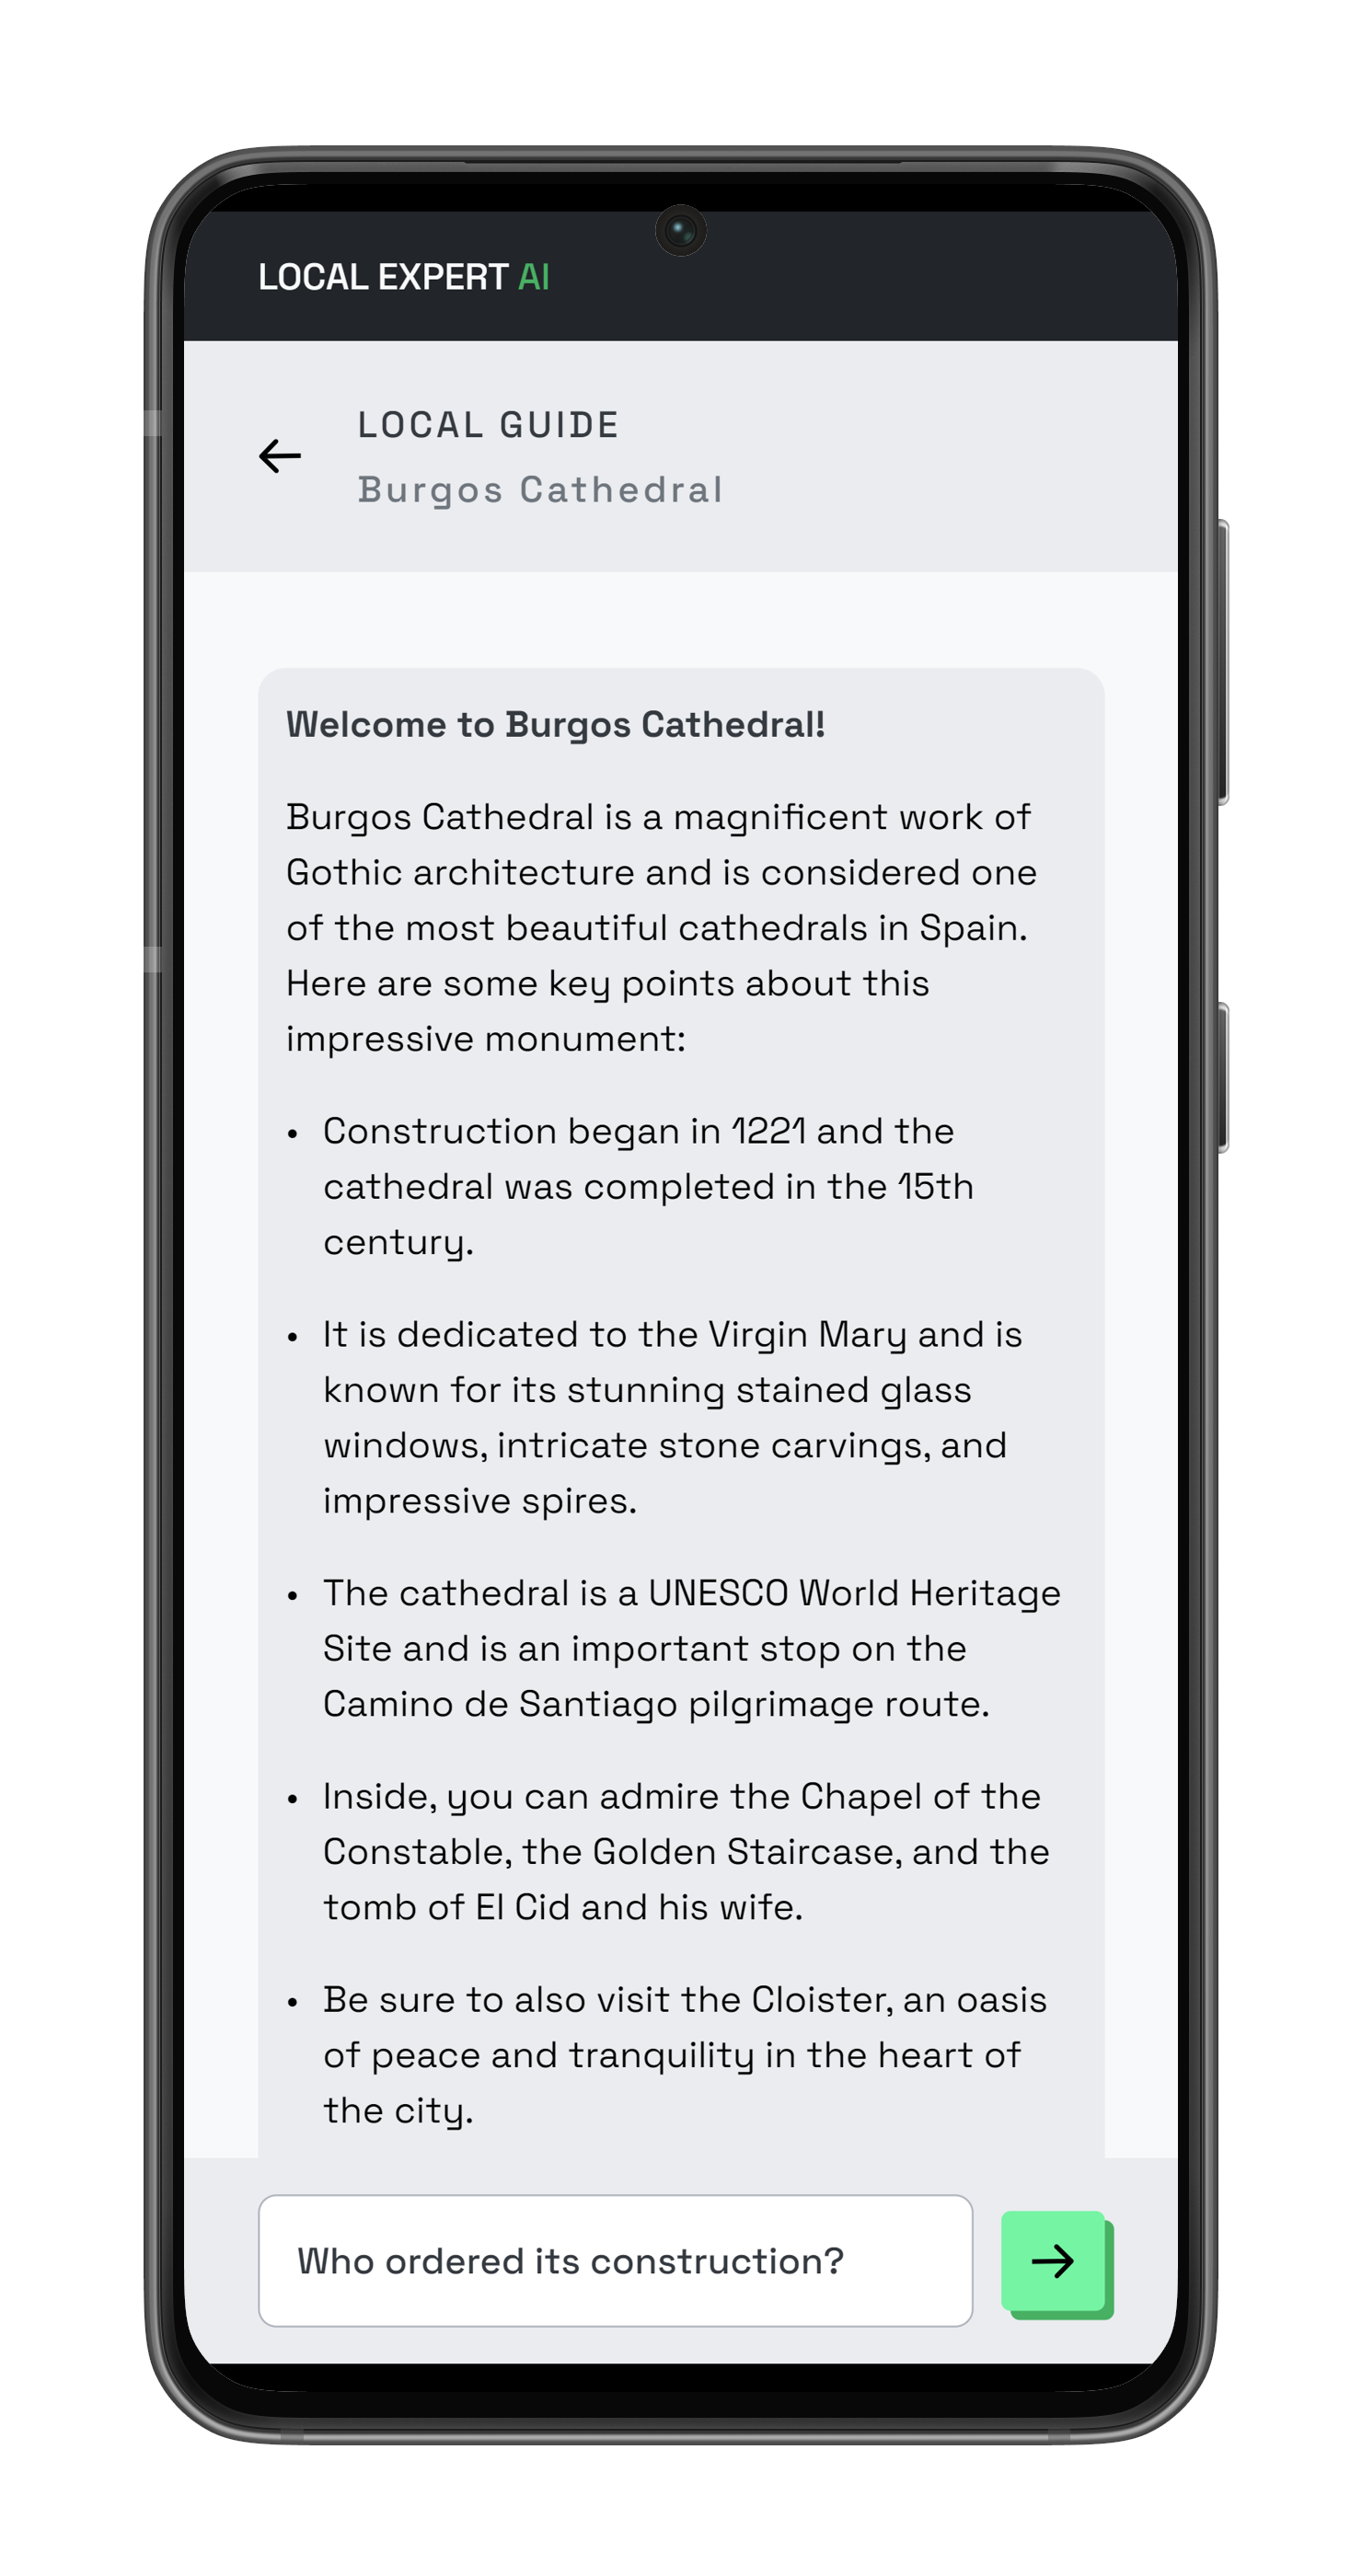 LOCAL EXPERT AI
LOCAL GUIDE
Burgos Cathedral
Welcome to Burgos Cathedral!
Burgos Cathedral is a magnificent work of
Gothic architecture and is considered one
of the most beautiful cathedrals in Spain.
Here are some key points about this
impressive monument:
• Construction began in 1221 and the
cathedral was completed in the 15th
century.
• It is dedicated to the Virgin Mary and is
known for its stunning stained glass
windows, intricate stone carvings, and
impressive spires.
• The cathedral is a UNESCO World Heritage
Site and is an important stop on the
Camino de Santiago pilgrimage route.
• Inside, you can admire the Chapel of the
Constable, the Golden Staircase, and the
tomb of El Cid and his wife.
• Be sure to also visit the Cloister, an oasis
of peace and tranquility in the heart of
the city.
Who ordered its construction?